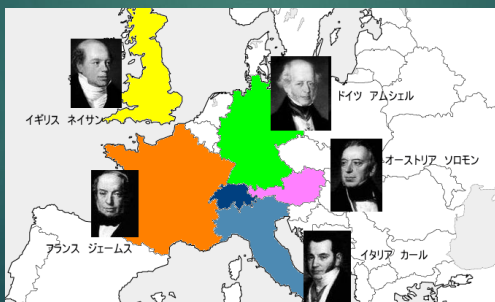 ドイツ アムシェル
イギリス ネイサン
オーストリア ソロモン
フランス ジェームス
イタリア カール